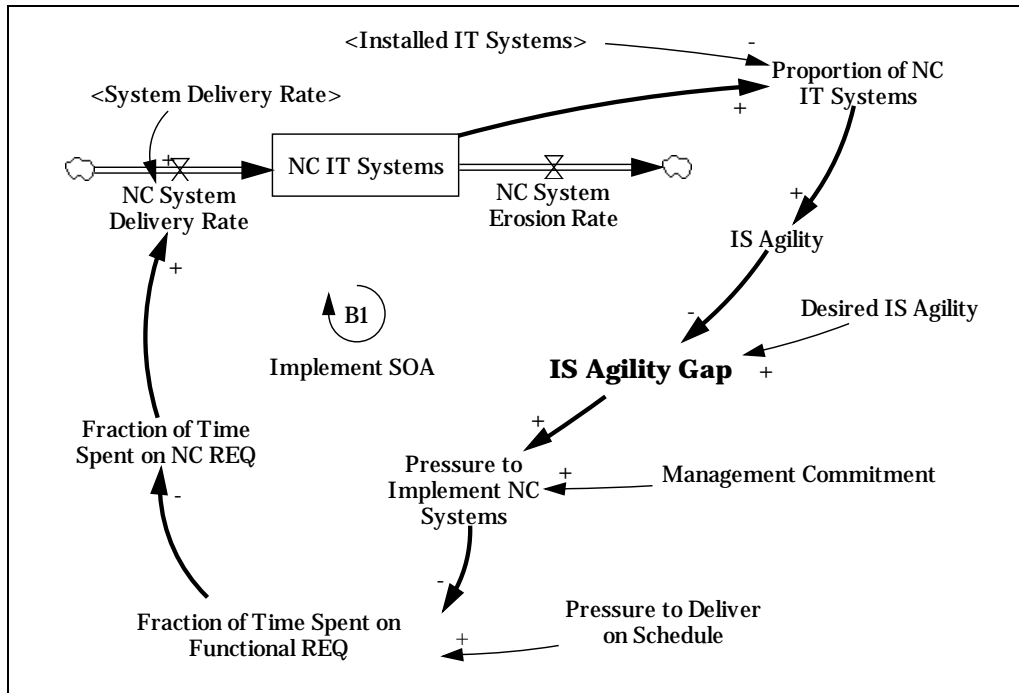 <Installed IT Systems>
-
Proportion of NC
IT Systems
+
<System Delivery Rate>
+
NC IT Systems
NC System
Delivery Rate
NC System
Erosion Rate
+
IS Agility
+
-
Desired IS Agility
B1
Implement SOA
IS Agility Gap
+
+
Fraction of Time
Spent on NC REQ
-
Pressure to
Implement NC
Systems
+
Management Commitment
-
Fraction of Time Spent on
Functional REQ
+
Pressure to Deliver
on Schedule